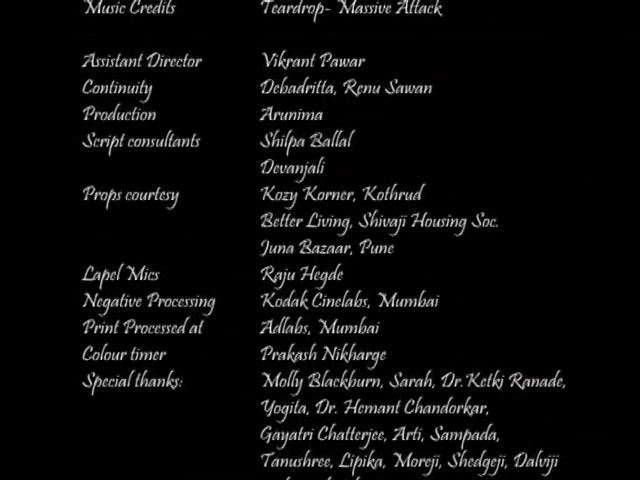 Music Credits Teardrop- Massive Attack
Assistant Director Vikrant Pawar
Continuity Debadritta, Renu Sawan
Production Arunima
Script consultants Shilpa Ballal
Devanjali
Props courtesy Kozy Korner, Kothrud
Better Living, Shivaji Housing Soc.
Juna Bazaar, Pune
Lapel Mics Raju Hegde
Negative Processing Kodak Cinelabs, Mumbai
Print Processed at Adlabs, Mumbai
Colour timer Prakash Nikharge
Special thanks: Molly Blackburn, Sarah, Dr.Ketki Ranade,
Yogita, Dr. Hemant Chandorkar,
Gayatri Chatterjee, Arti, Sampada,
Tanushree, Lipika, Moreji, Shedgeji, Dalviji